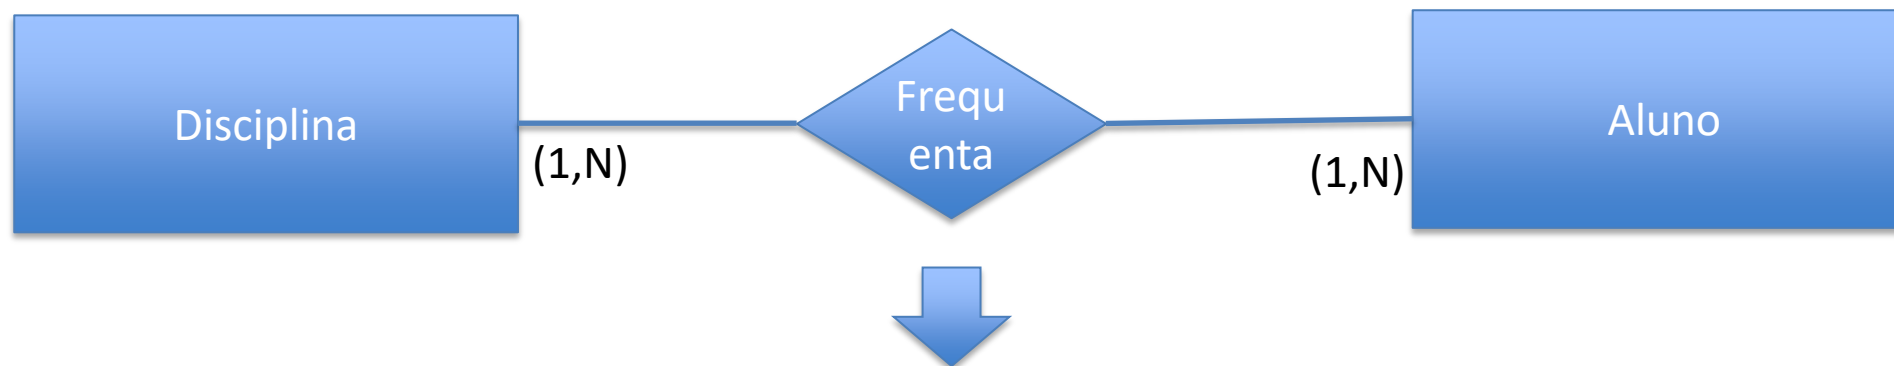 Disciplina
(1,N)
Frequ
enta
(1,N)
Aluno